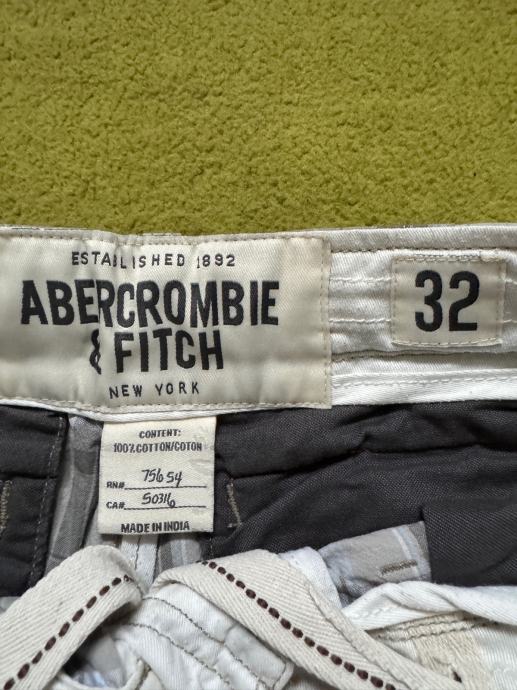 ESTABLISHED 1892
ABERCROMBIE
& FITCH
NEW YORK
32
CONTENT:
100% COTTON/COTON
RN# 75654
CA# 50316
MADE IN INDIA